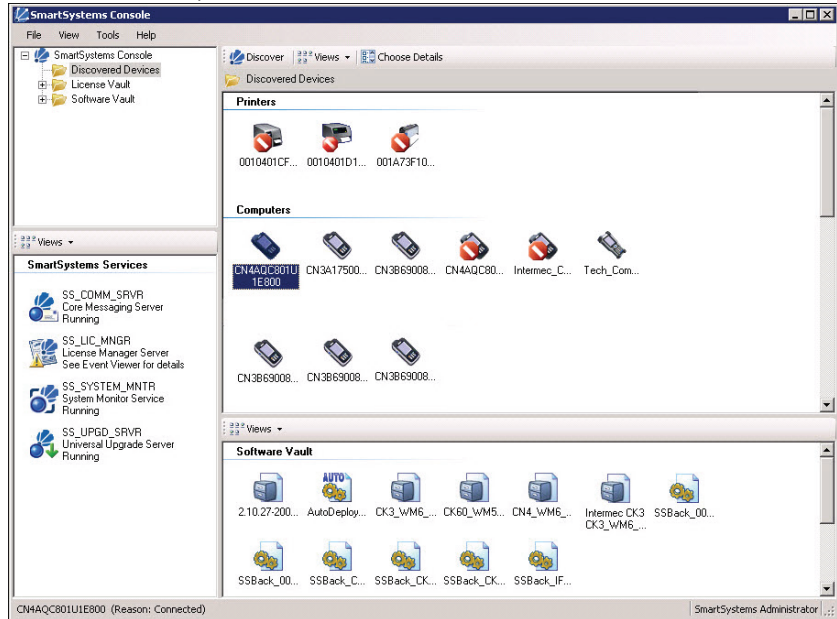 SmartSystems Console
File View Tools Help
SmartSystems Console
Discovered Devices
License Vault
Software Vault
Discover Views Choose Details
Discovered Devices
Printers
0010401CF... 0010401D1... 001A73F10...
Computers
CN4AQC801U1E800 CN3A17500... CN3B69008... CN4AQC80... Intermec_C... Tech_Com...
CN3B69008... CN3B69008... CN3B69008...
Views
SmartSystems Services
SS_COMM_SRVR
Core Messaging Server
Running
SS_LIC_MNGR
License Manager Server
See Event Viewer for details
SS_SYSTEM_MNTR
System Monitor Service
Running
SS_UPGD_SRVR
Universal Upgrade Server
Running
Views
Software Vault
AUTO
2.10.27-200... AutoDeploy... CK3_WM6_... CK60_WM5... CN4_WM6_... Intermec CK3 CK3_WM6_... SSBack_00...
SSBack_00... SSBack_C... SSBack_CK... SSBack_CK... SSBack_IF...
CN4AQC801U1E800 (Reason: Connected) SmartSystems Administrator